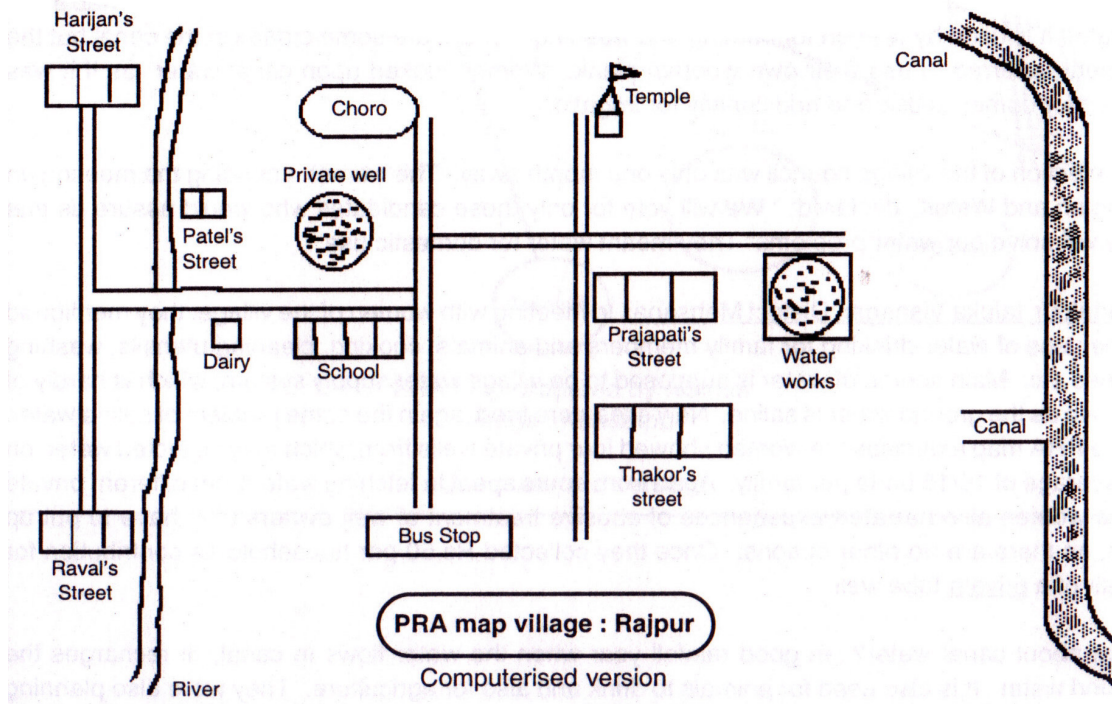 Harijan's
Street
Canal
Temple
Choro
Private well
Patel's
Street
Dairy
School
Prajapati's
Street
Water
works
Canal
Thakor's
street
Bus Stop
Raval's
Street
PRA map village : Rajpur
Computerised version
River